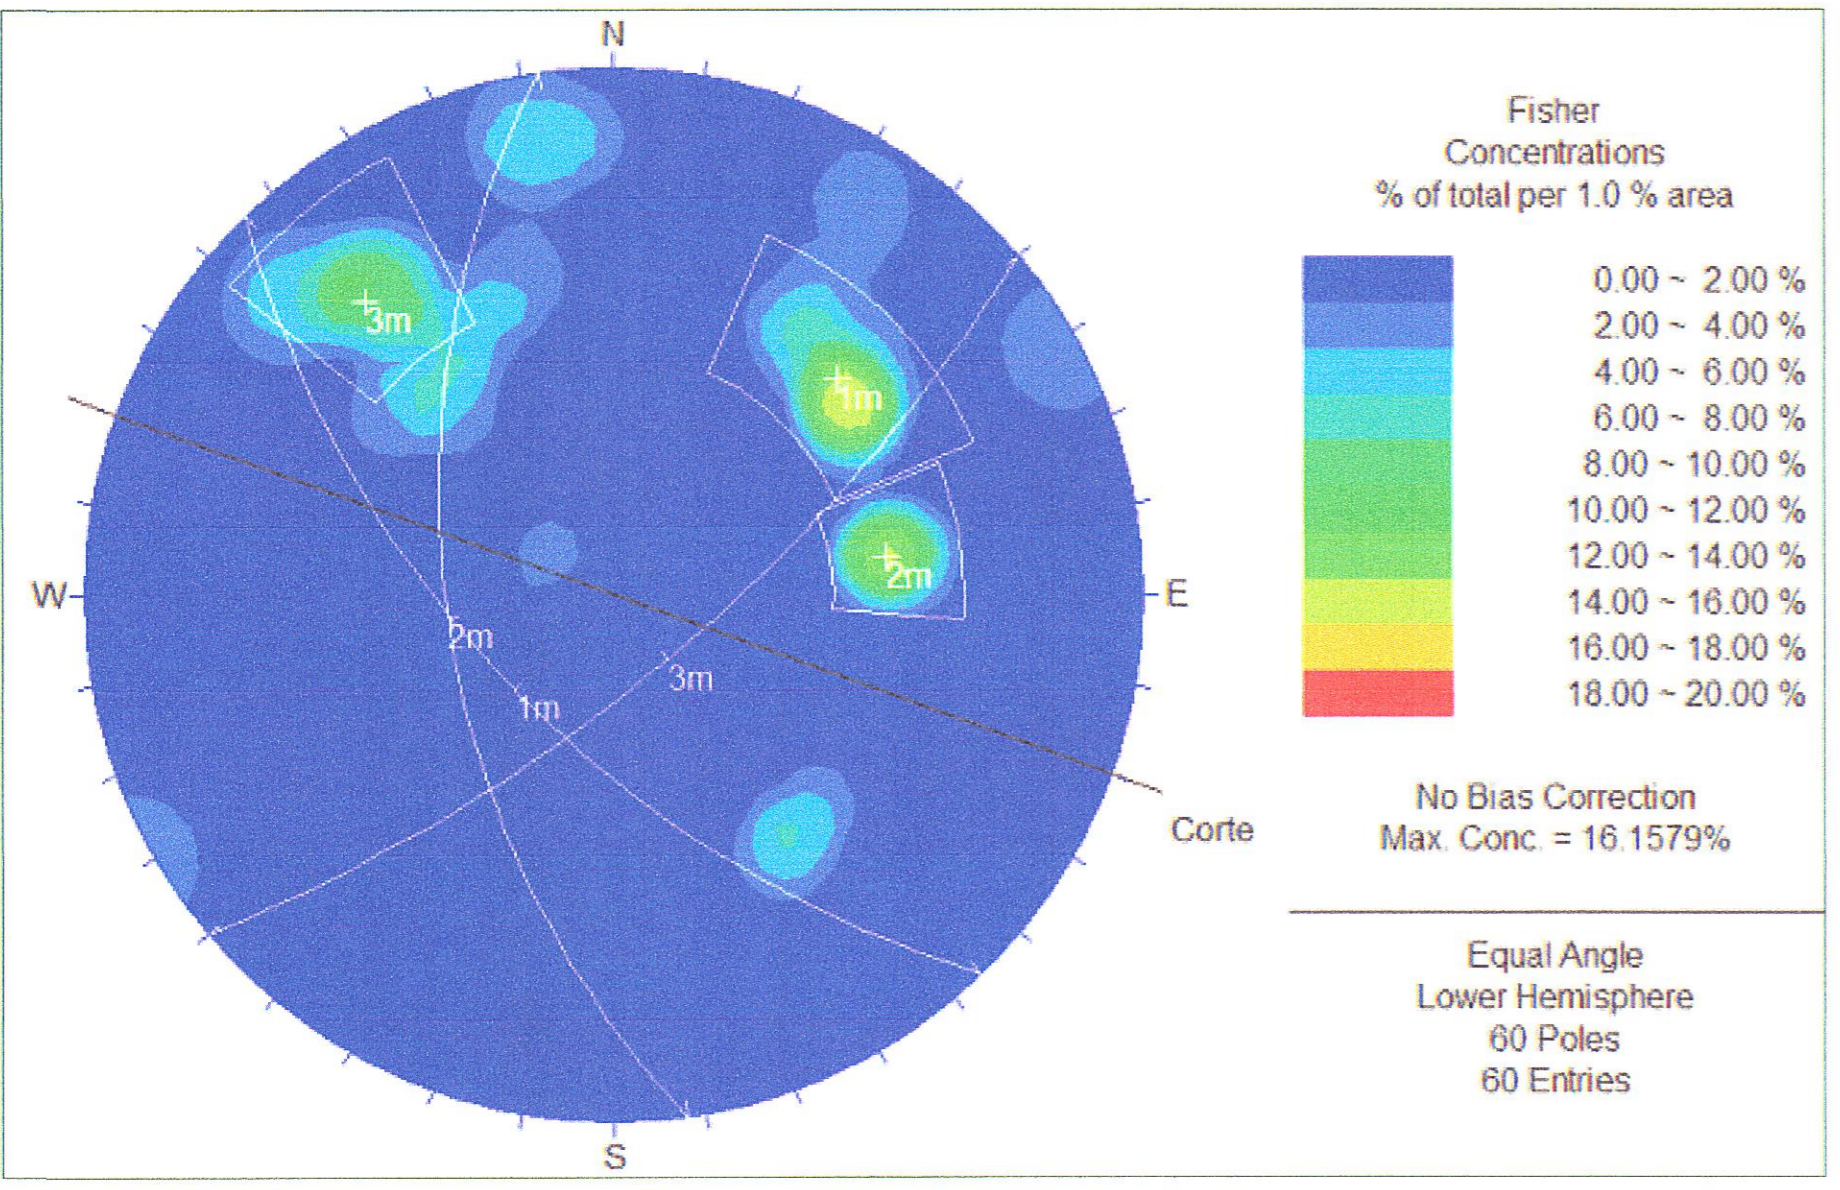 N
W
E
S
3m
1m
2m
2m
3m
1m
Corte
Fisher
Concentrations
% of total per 1.0 % area
0.00 ~ 2.00 %
2.00 ~ 4.00 %
4.00 ~ 6.00 %
6.00 ~ 8.00 %
8.00 ~ 10.00 %
10.00 ~ 12.00 %
12.00 ~ 14.00 %
14.00 ~ 16.00 %
16.00 ~ 18.00 %
18.00 ~ 20.00 %
No Bias Correction
Max. Conc. = 16.1579%
Equal Angle
Lower Hemisphere
60 Poles
60 Entries